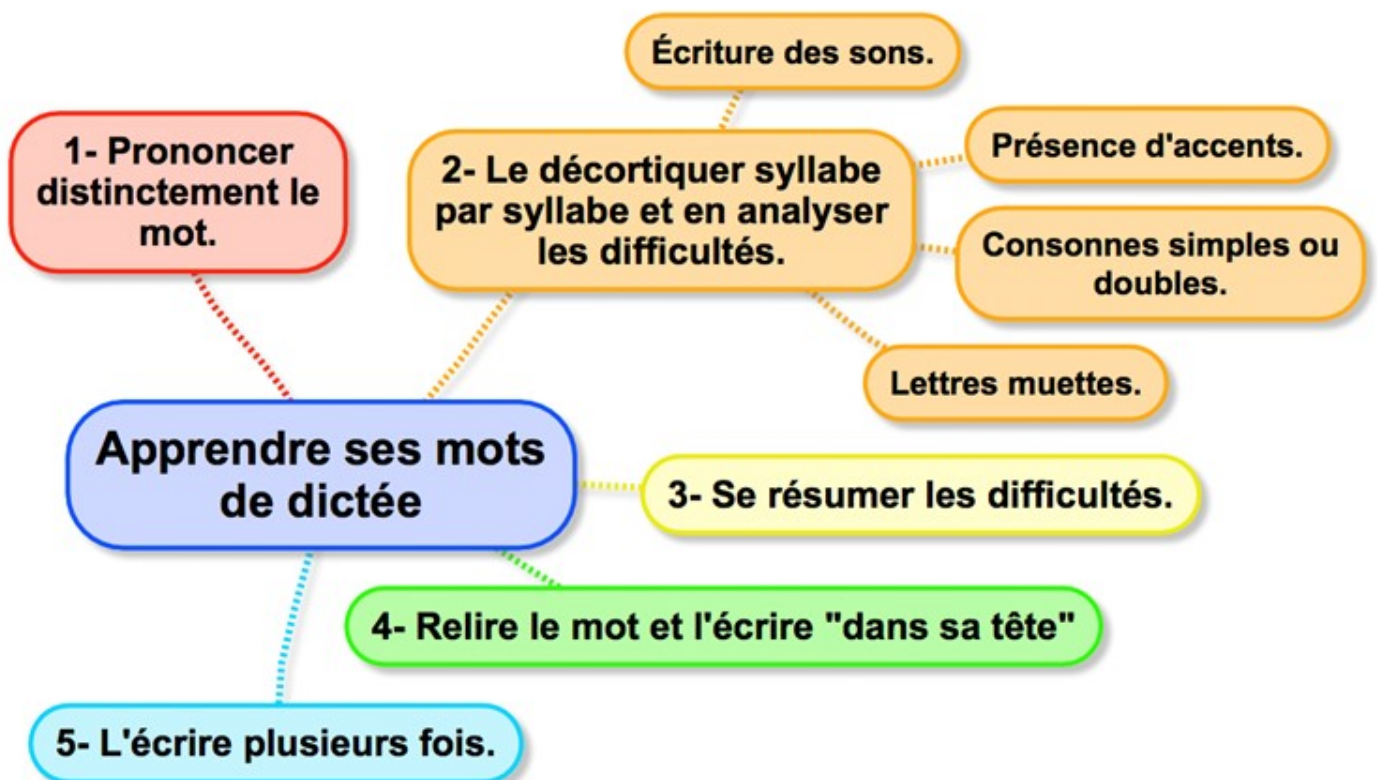 Apprendre ses mots
de dictée
1- Prononcer
distinctement le
mot.
2- Le décortiquer syllabe
par syllabe et en analyser
les difficultés.
Écriture des sons.
Présence d'accents.
Consonnes simples ou
doubles.
Lettres muettes.
3- Se résumer les difficultés.
4- Relire le mot et l'écrire "dans sa tête"
5- L'écrire plusieurs fois.